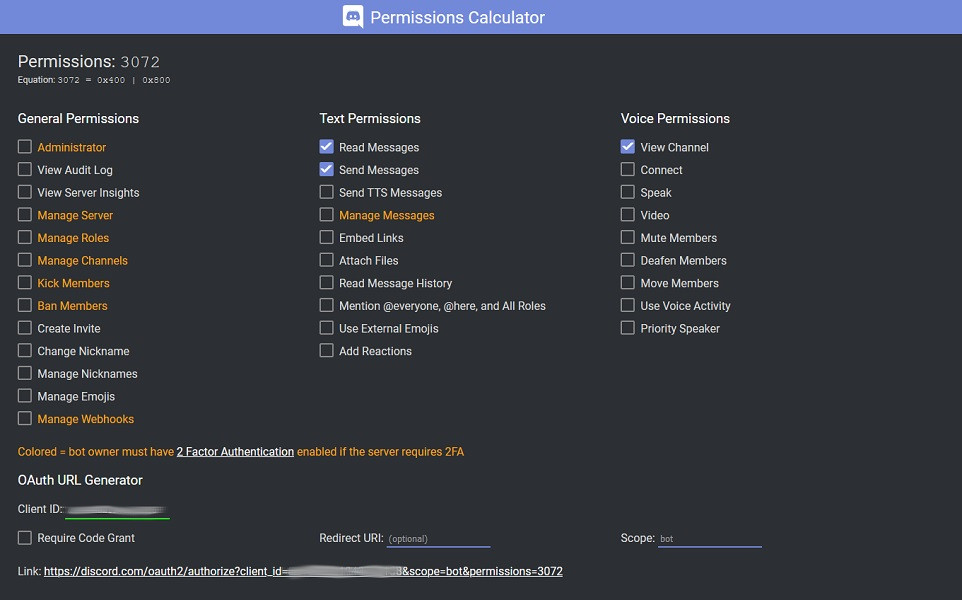 Permissions Calculator
Permissions: 3072
Equation: 3072 = 0x400 | 0x800
General Permissions
Administrator
View Audit Log
View Server Insights
Manage Server
Manage Roles
Manage Channels
Kick Members
Ban Members
Create Invite
Change Nickname
Manage Nicknames
Manage Emojis
Manage Webhooks
Text Permissions
Read Messages
Send Messages
Send TTS Messages
Manage Messages
Embed Links
Attach Files
Read Message History
Mention @everyone, @here, and All Roles
Use External Emojis
Add Reactions
Voice Permissions
View Channel
Connect
Speak
Video
Mute Members
Deafen Members
Move Members
Use Voice Activity
Priority Speaker
Colored = bot owner must have 2 Factor Authentication enabled if the server requires 2FA
OAuth URL Generator
Client ID:
Require Code Grant
Redirect URI: (optional)
Scope: bot
Link: https://discord.com/oauth2/authorize?client_id= &scope=bot&permissions=3072